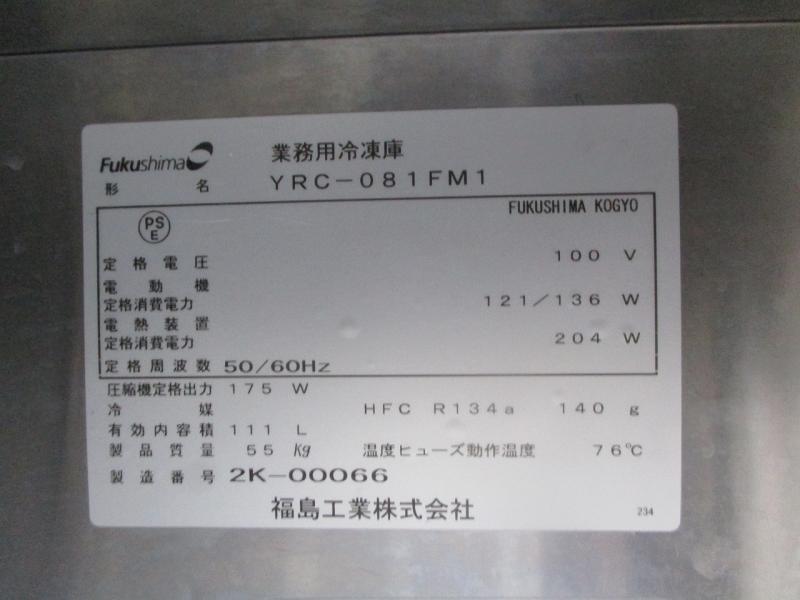 Fukushima
業務用冷凍庫
形名 YRC-081FM1
FUKUSHIMA KOGYO
PS
E
定格電圧 100 V
電動機
定格消費電力 121/136 W
電熱装置
定格消費電力 204 W
定格周波数 50/60Hz
圧縮機定格出力 175 W
冷媒 HFC R134a 140 g
有効内容積 111 L
製品質量 55 Kg 温度ヒューズ動作温度 76℃
製造番号 2K-00066
福島工業株式会社
234